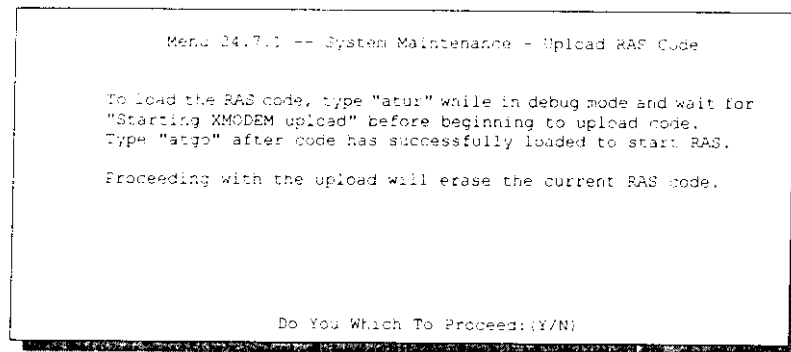 Menu 24.7.1 -- System Maintenance - Upload RAS Code
To load the RAS code, type "atur" while in debug mode and wait for
"Starting XMODEM upload" before beginning to upload code.
Type "atgo" after code has successfully loaded to start RAS.
Proceeding with the upload will erase the current RAS code.
Do You Which To Proceed:(Y/N)